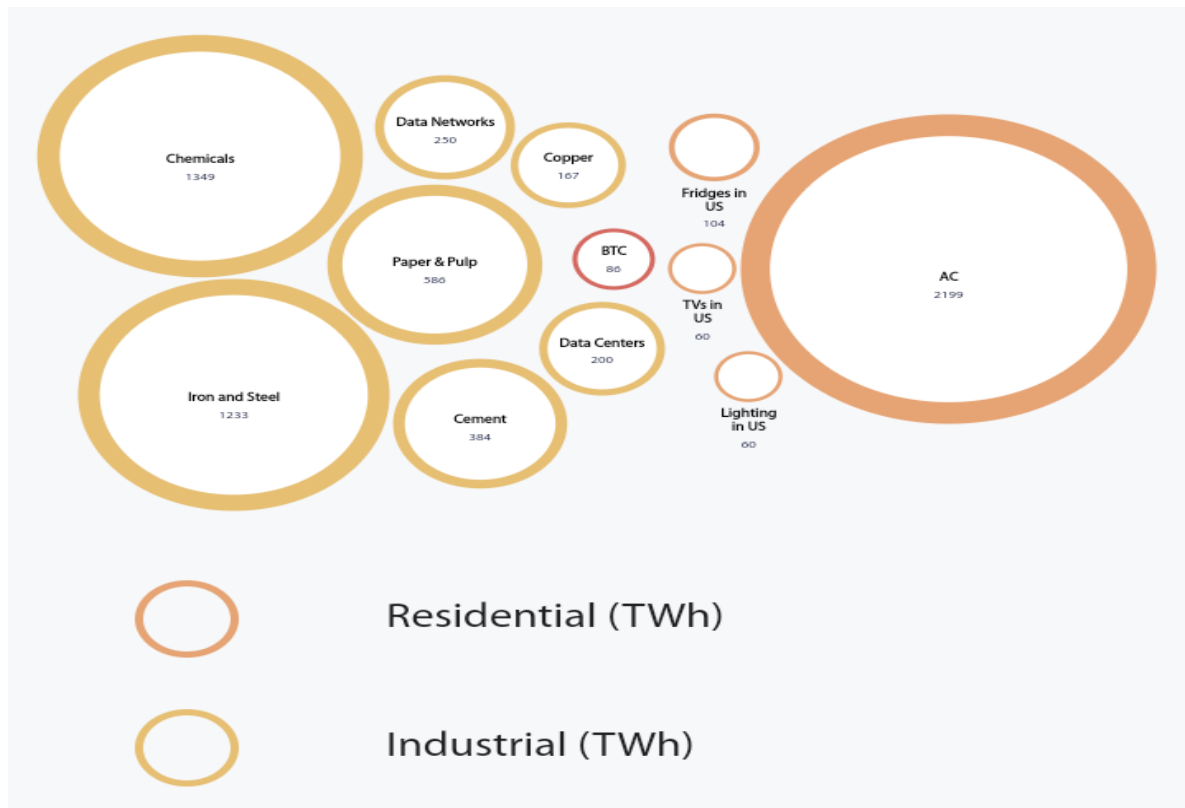 Chemicals
1349
Data Networks
250
Copper
167
Fridges in
US
104
Paper & Pulp
586
BTC
86
TVs in
US
60
AC
2199
Data Centers
200
Iron and Steel
1233
Cement
384
Lighting
in US
60
Residential (TWh)
Industrial (TWh)